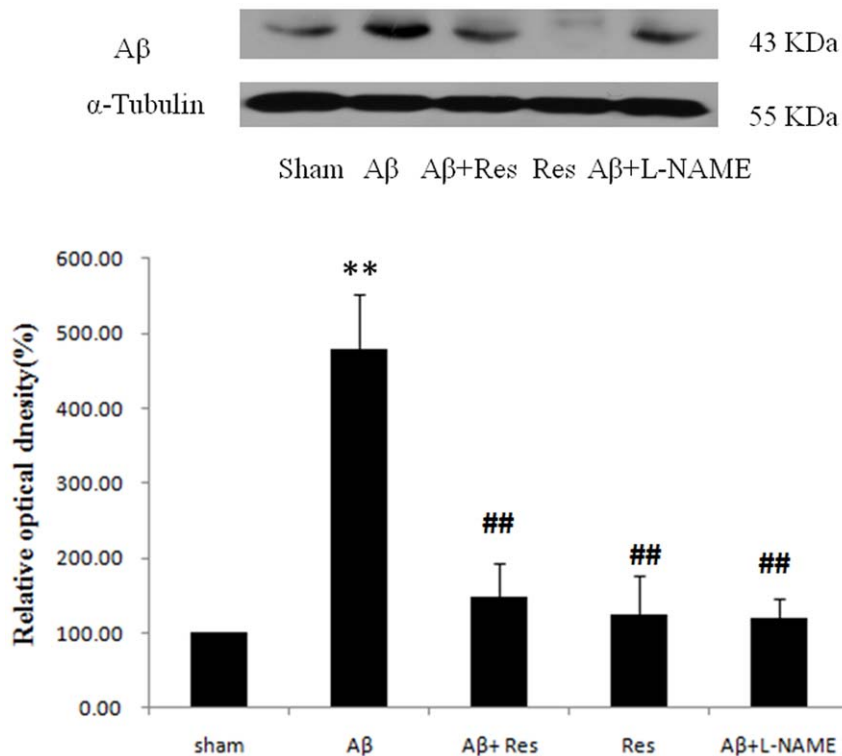 Aβ 43 KDa
α-Tubulin 55 KDa
Sham Aβ Aβ+Res Res Aβ+L-NAME
600.00
500.00
400.00
300.00
200.00
100.00
0.00
Relative optical dnesity(%)
**
##
##
##
sham Aβ Aβ+ Res Res Aβ+L-NAME